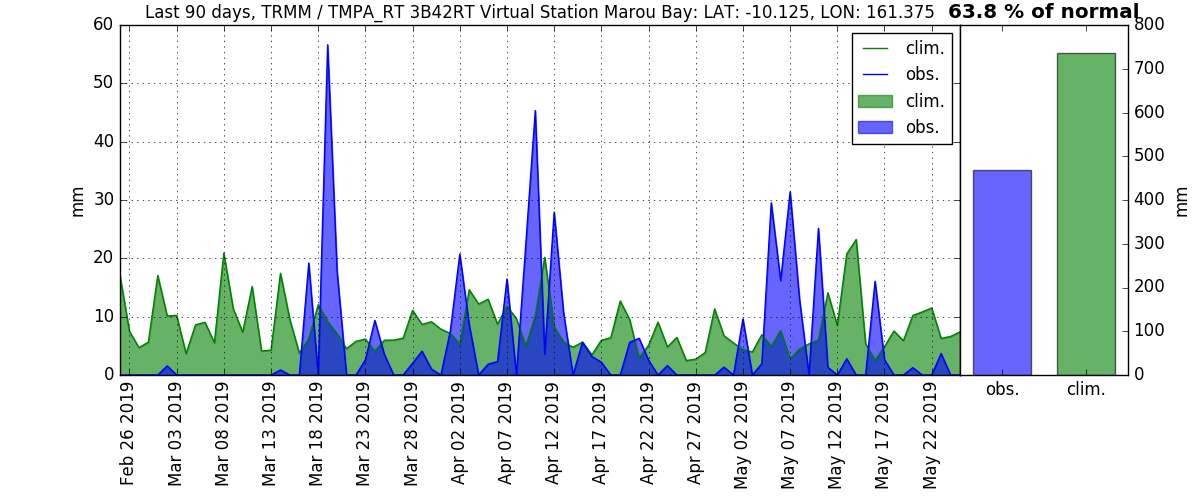 Last 90 days, TRMM / TMPA_RT 3B42RT Virtual Station Marou Bay: LAT: -10.125, LON: 161.375
63.8 % of normal
clim.
obs.
clim.
obs.
60
50
40
30
20
10
0
mm
Feb 26 2019
Mar 03 2019
Mar 08 2019
Mar 13 2019
Mar 18 2019
Mar 23 2019
Mar 28 2019
Apr 02 2019
Apr 07 2019
Apr 12 2019
Apr 17 2019
Apr 22 2019
Apr 27 2019
May 02 2019
May 07 2019
May 12 2019
May 17 2019
May 22 2019
800
700
600
500
400
300
200
100
0
mm
obs.
clim.